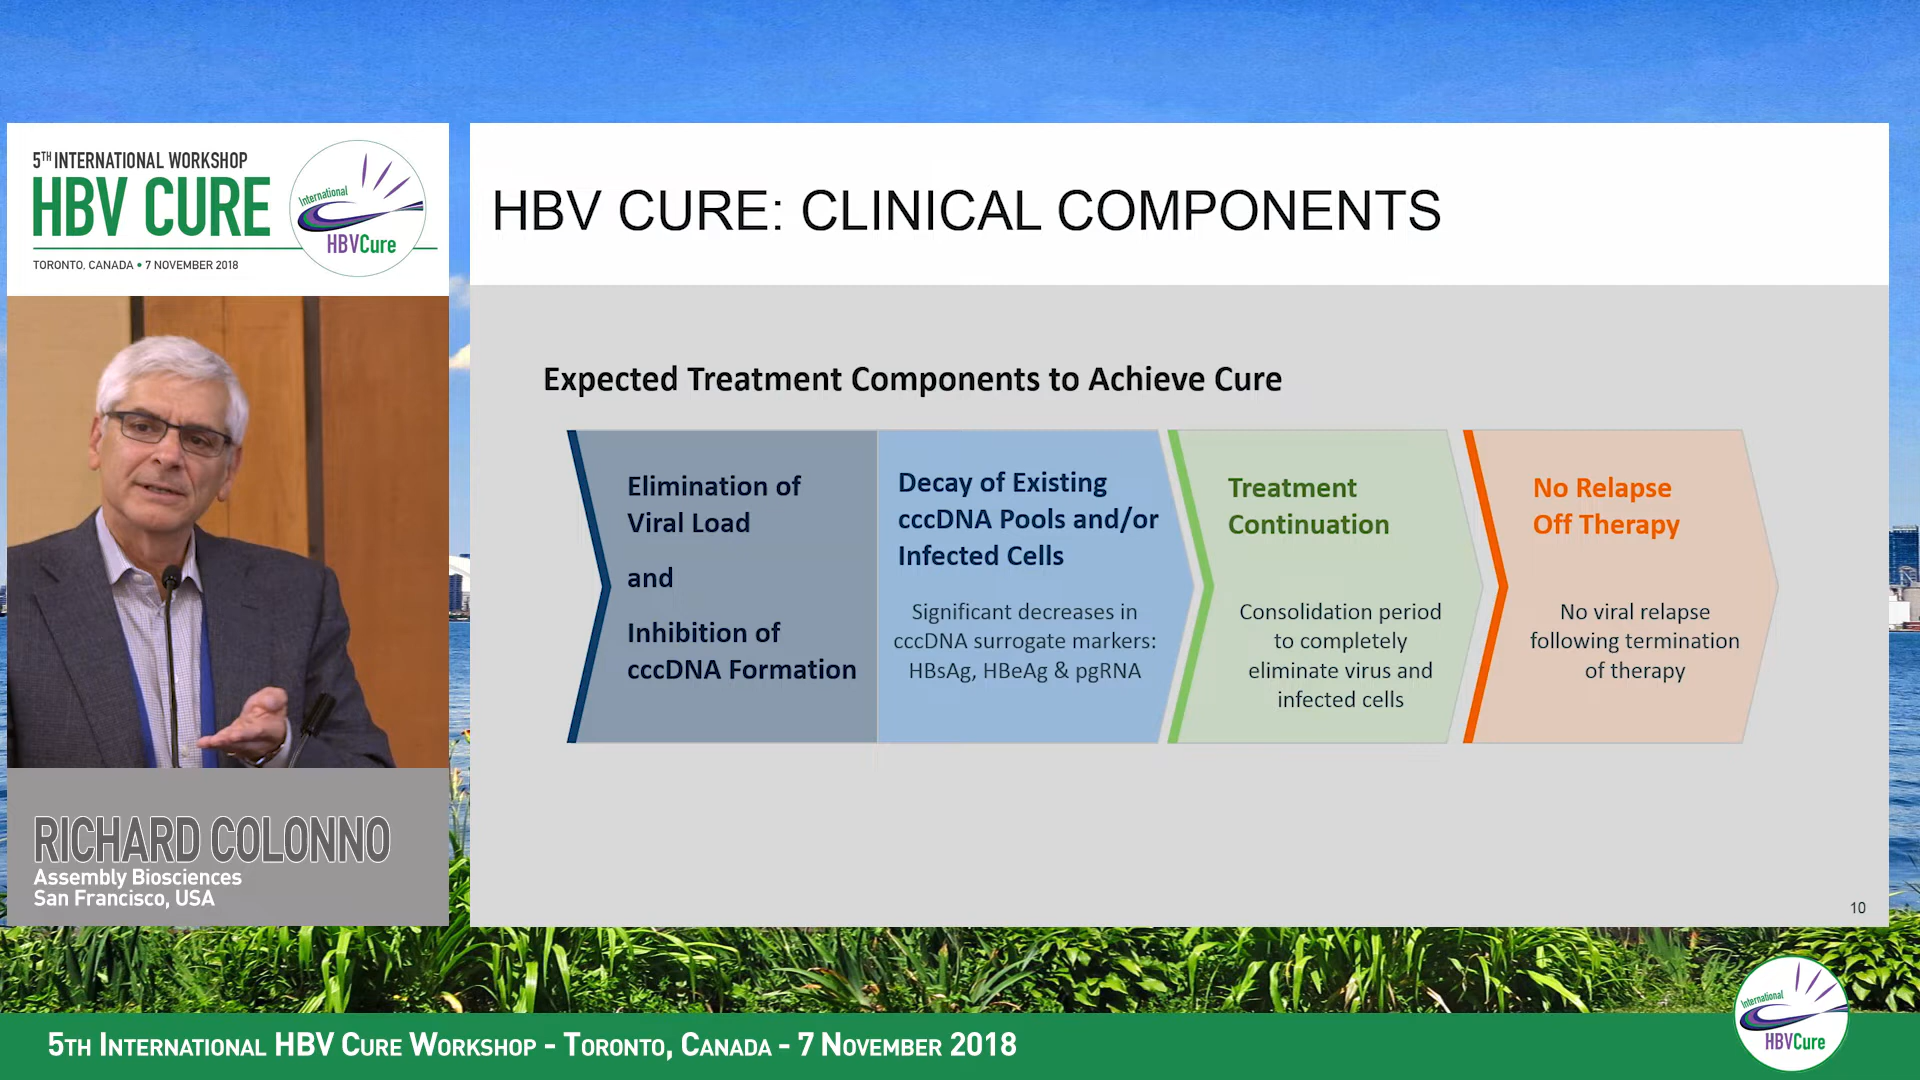 5TH INTERNATIONAL WORKSHOP
HBV CURE
TORONTO, CANADA • 7 NOVEMBER 2018
International
HBVCure
RICHARD COLONNO
Assembly Biosciences
San Francisco, USA
HBV CURE: CLINICAL COMPONENTS
Expected Treatment Components to Achieve Cure
Elimination of
Viral Load
and
Inhibition of
cccDNA Formation
Decay of Existing
cccDNA Pools and/or
Infected Cells
Significant decreases in
cccDNA surrogate markers:
HBsAg, HBeAg & pgRNA
Treatment
Continuation
Consolidation period
to completely
eliminate virus and
infected cells
No Relapse
Off Therapy
No viral relapse
following termination
of therapy
10
5TH INTERNATIONAL HBV CURE WORKSHOP - TORONTO, CANADA - 7 NOVEMBER 2018
International
HBVCure